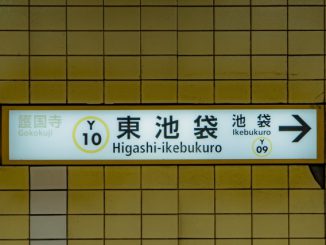 護国寺
Gokokuji
Y
10
東池袋
Higashi-ikebukuro
池袋
Ikebukuro
Y
09
→